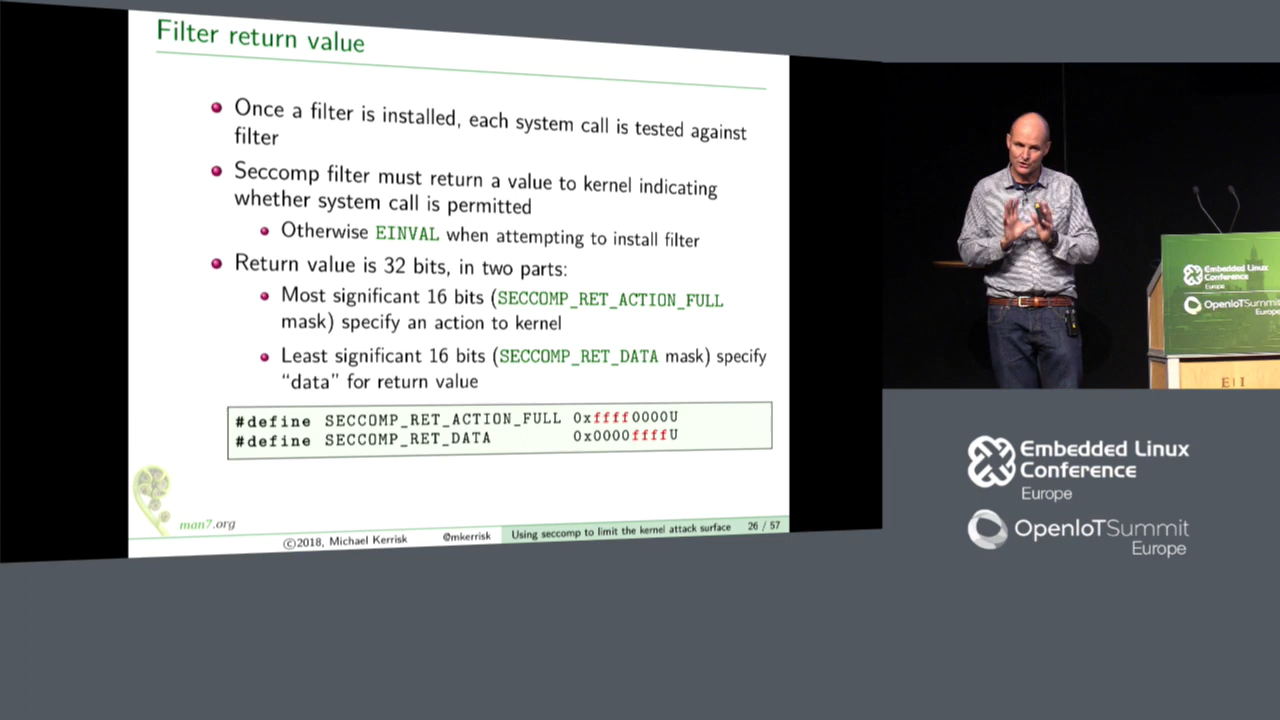 Filter return value
Once a filter is installed, each system call is tested against
filter
Seccomp filter must return a value to kernel indicating
whether system call is permitted
Otherwise EINVAL when attempting to install filter
Return value is 32 bits, in two parts:
Most significant 16 bits (SECCOMP_RET_ACTION_FULL
mask) specify an action to kernel
Least significant 16 bits (SECCOMP_RET_DATA mask) specify
“data” for return value
#define SECCOMP_RET_ACTION_FULL 0xffff0000U
#define SECCOMP_RET_DATA 0x0000ffffU
man7.org
©2018, Michael Kerrisk @mkerrisk Using seccomp to limit the kernel attack surface 26 / 57
Embedded Linux
Conference
Europe
OpenIoTSummit
Europe
E|I
Embedded Linux
Conference
Europe
OpenIoTSummit
Europe